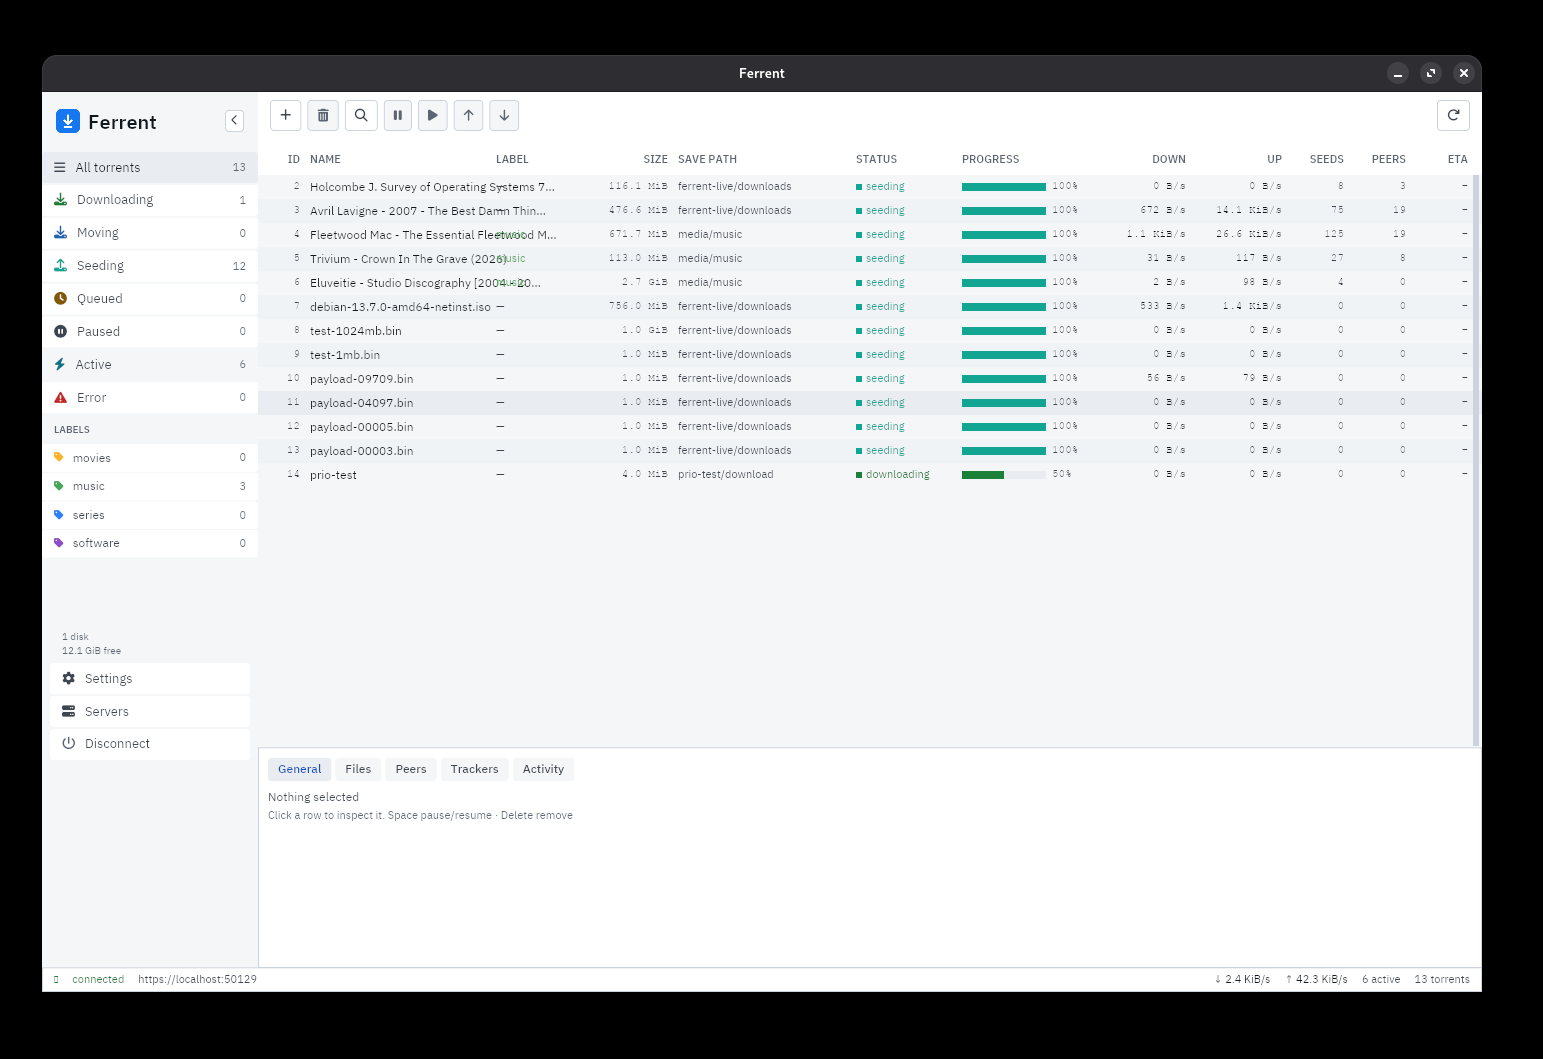 Ferrent
Ferrent
All torrents 13
Downloading 1
Moving 0
Seeding 12
Queued 0
Paused 0
Active 6
Error 0
LABELS
movies 0
music 3
series 0
software 0
1 disk
12.1 GiB free
Settings
Servers
Disconnect
ID NAME LABEL SIZE SAVE PATH STATUS PROGRESS DOWN UP SEEDS PEERS ETA
2 Holcombe J. Survey of Operating Systems 7... — 116.1 MiB ferrent-live/downloads seeding 100% 0 B/s 0 B/s 8 3 —
3 Avril Lavigne - 2007 - The Best Damn Thin... — 476.6 MiB ferrent-live/downloads seeding 100% 672 B/s 14.1 KiB/s 75 19 —
4 Fleetwood Mac - The Essential Fleetwood M... music 671.7 MiB media/music seeding 100% 1.1 KiB/s 26.6 KiB/s 125 19 —
5 Trivium - Crown In The Grave (2026) music 113.0 MiB media/music seeding 100% 31 B/s 117 B/s 27 8 —
6 Eluveitie - Studio Discography [2004 - 20... music 2.7 GiB media/music seeding 100% 2 B/s 98 B/s 4 0 —
7 debian-13.7.0-amd64-netinst.iso — 756.0 MiB ferrent-live/downloads seeding 100% 533 B/s 1.4 KiB/s 0 0 —
8 test-1024mb.bin — 1.0 GiB ferrent-live/downloads seeding 100% 0 B/s 0 B/s 0 0 —
9 test-1mb.bin — 1.0 MiB ferrent-live/downloads seeding 100% 0 B/s 0 B/s 0 0 —
10 payload-09709.bin — 1.0 MiB ferrent-live/downloads seeding 100% 56 B/s 79 B/s 0 0 —
11 payload-04097.bin — 1.0 MiB ferrent-live/downloads seeding 100% 0 B/s 0 B/s 0 0 —
12 payload-00005.bin — 1.0 MiB ferrent-live/downloads seeding 100% 0 B/s 0 B/s 0 0 —
13 payload-00003.bin — 1.0 MiB ferrent-live/downloads seeding 100% 0 B/s 0 B/s 0 0 —
14 prio-test — 4.0 MiB prio-test/download downloading 50% 0 B/s 0 B/s 0 0 —
General Files Peers Trackers Activity
Nothing selected
Click a row to inspect it. Space pause/resume · Delete remove
connected https://localhost:50129 ↓ 2.4 KiB/s ↑ 42.3 KiB/s 6 active 13 torrents